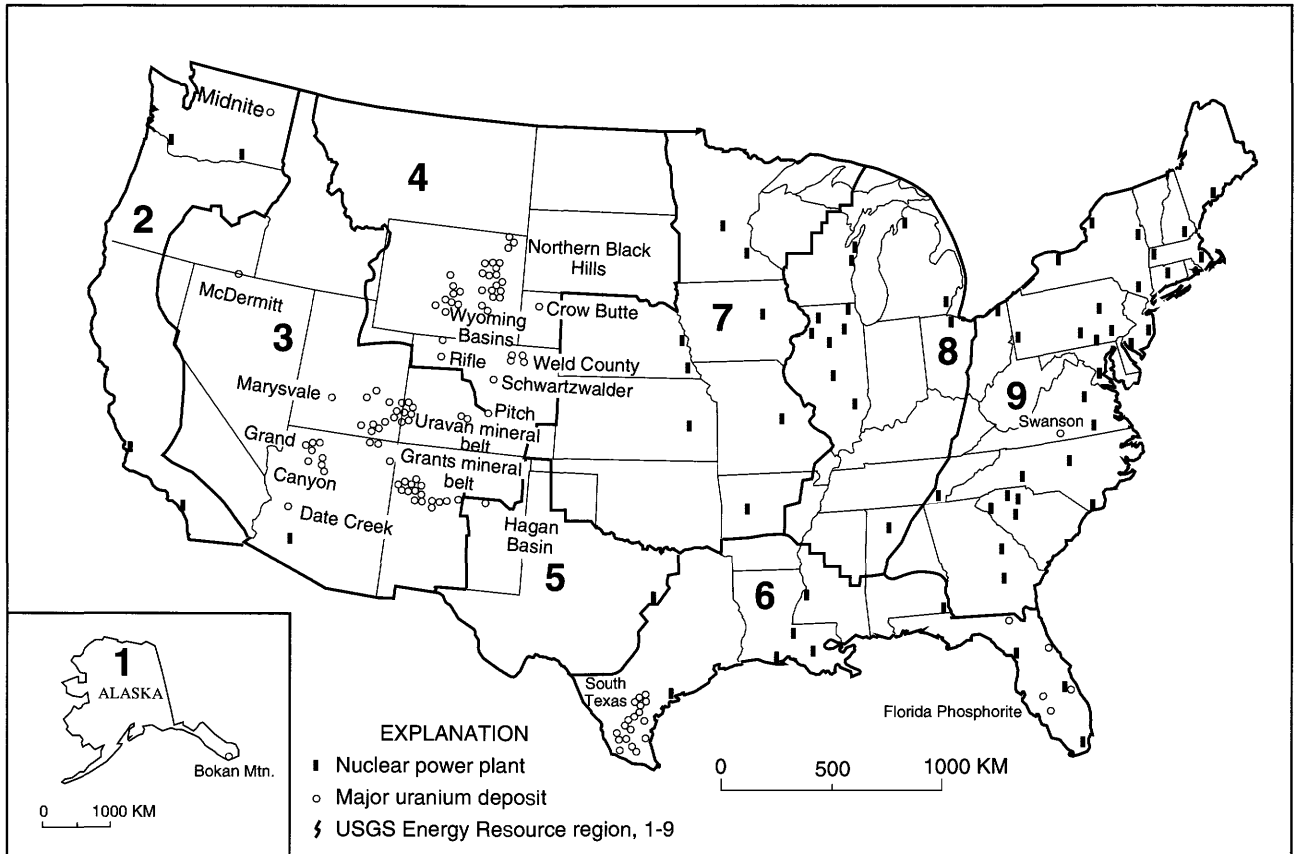 Midnite
4
2
Northern Black
Hills
McDermitt
Crow Butte
7
Wyoming
Basins
3
8
Rifle
Weld County
Marysvale
Schwartzwalder
9
Pitch
Swanson
Uravan mineral
belt
Grand
Canyon
Grants mineral
belt
Date Creek
Hagan
Basin
5
6
1
ALASKA
South
Texas
Florida Phosphorite
Bokan Mtn.
EXPLANATION
Nuclear power plant
Major uranium deposit
USGS Energy Resource region, 1-9
0 500 1000 KM
0 1000 KM